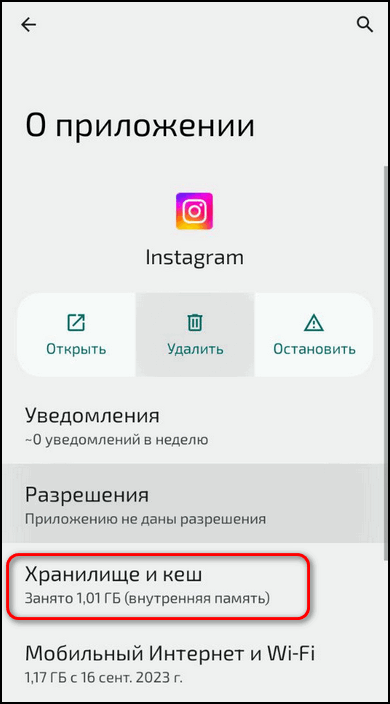 О приложении
Instagram
Открыть
Удалить
Остановить
Уведомления
~0 уведомлений в неделю
Разрешения
Приложению не даны разрешения
Хранилище и кеш
Занято 1,01 ГБ (внутренняя память)
Мобильный Интернет и Wi-Fi
1,17 ГБ с 16 сент. 2023 г.